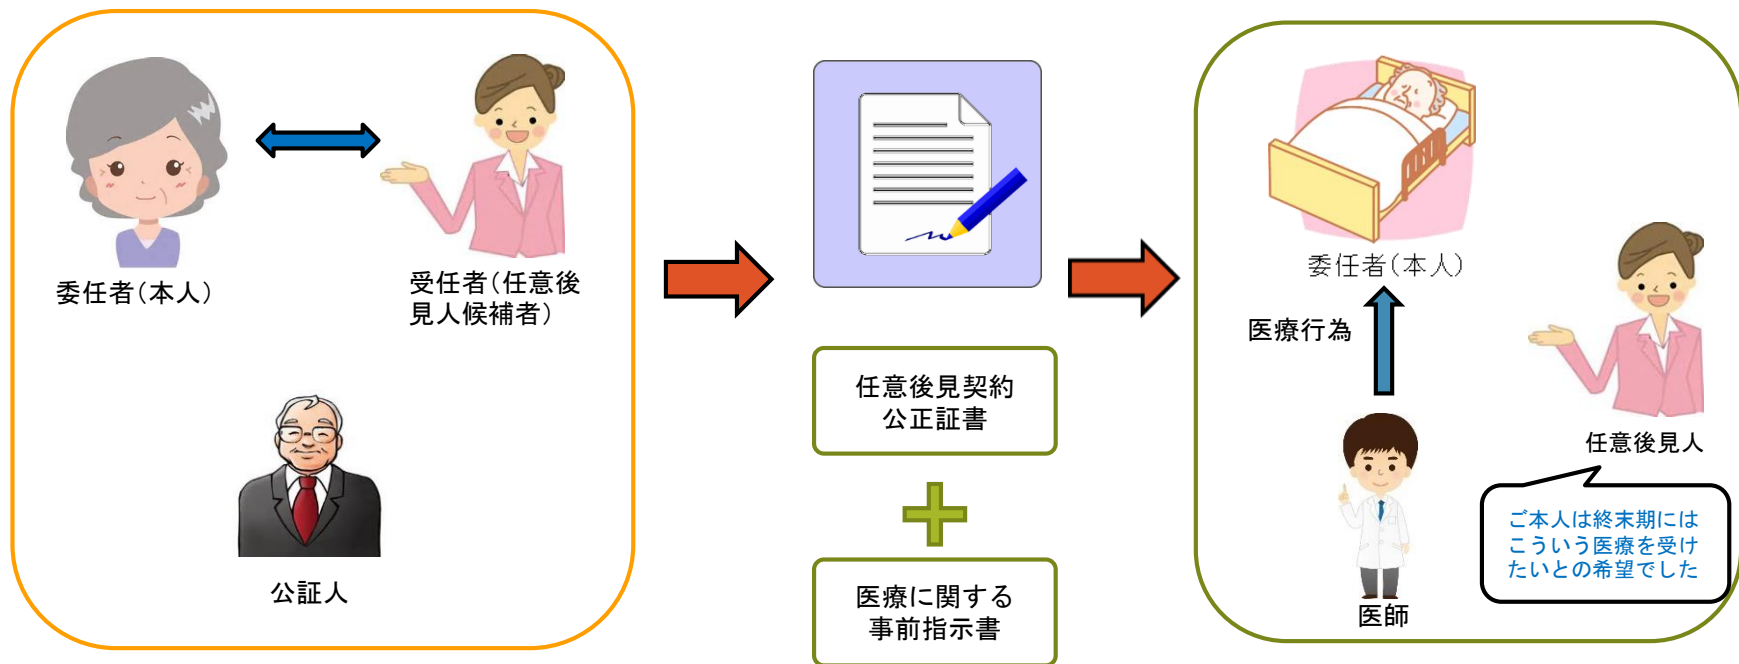 委任者(本人)
受任者(任意後
見人候補者)
公証人
任意後見契約
公正証書
医療に関する
事前指示書
委任者(本人)
医療行為
任意後見人
ご本人は終末期には
こういう医療を受け
たいとの希望でした
医師